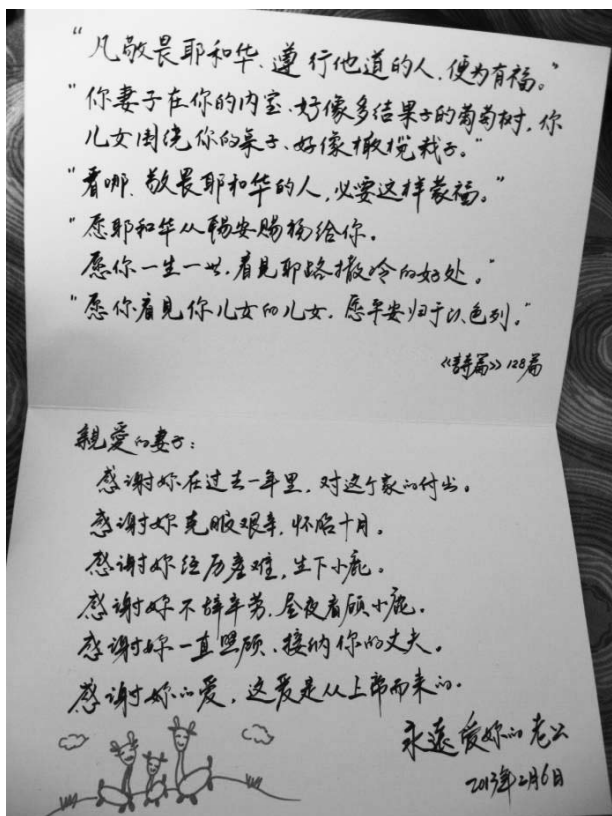 “凡敬畏耶和华、遵行他道的人,便为有福。”
“你妻子在你的内室、好像多结果子的葡萄树,你
儿女围绕你的桌子、好像橄榄栽子。”
“看哪、敬畏耶和华的人,必要这样蒙福。”
“愿耶和华从锡安赐福给你。
愿你一生一世,看见耶路撒冷的好处。”
“愿你看见你儿女的儿女,愿平安归于以色列。”
《诗篇》128篇
親愛的妻子:
感谢妳在过去一年里,对这个家的付出。
感谢妳克服艰辛,怀胎十月。
感谢妳经历产难,生下小鹿。
感谢妳不辞辛劳,全夜看顾小鹿。
感谢妳一直照顾、接纳你的丈夫。
感谢妳的爱,这爱是从上帝而来的.
永遠愛妳的老公
2013年2月6日